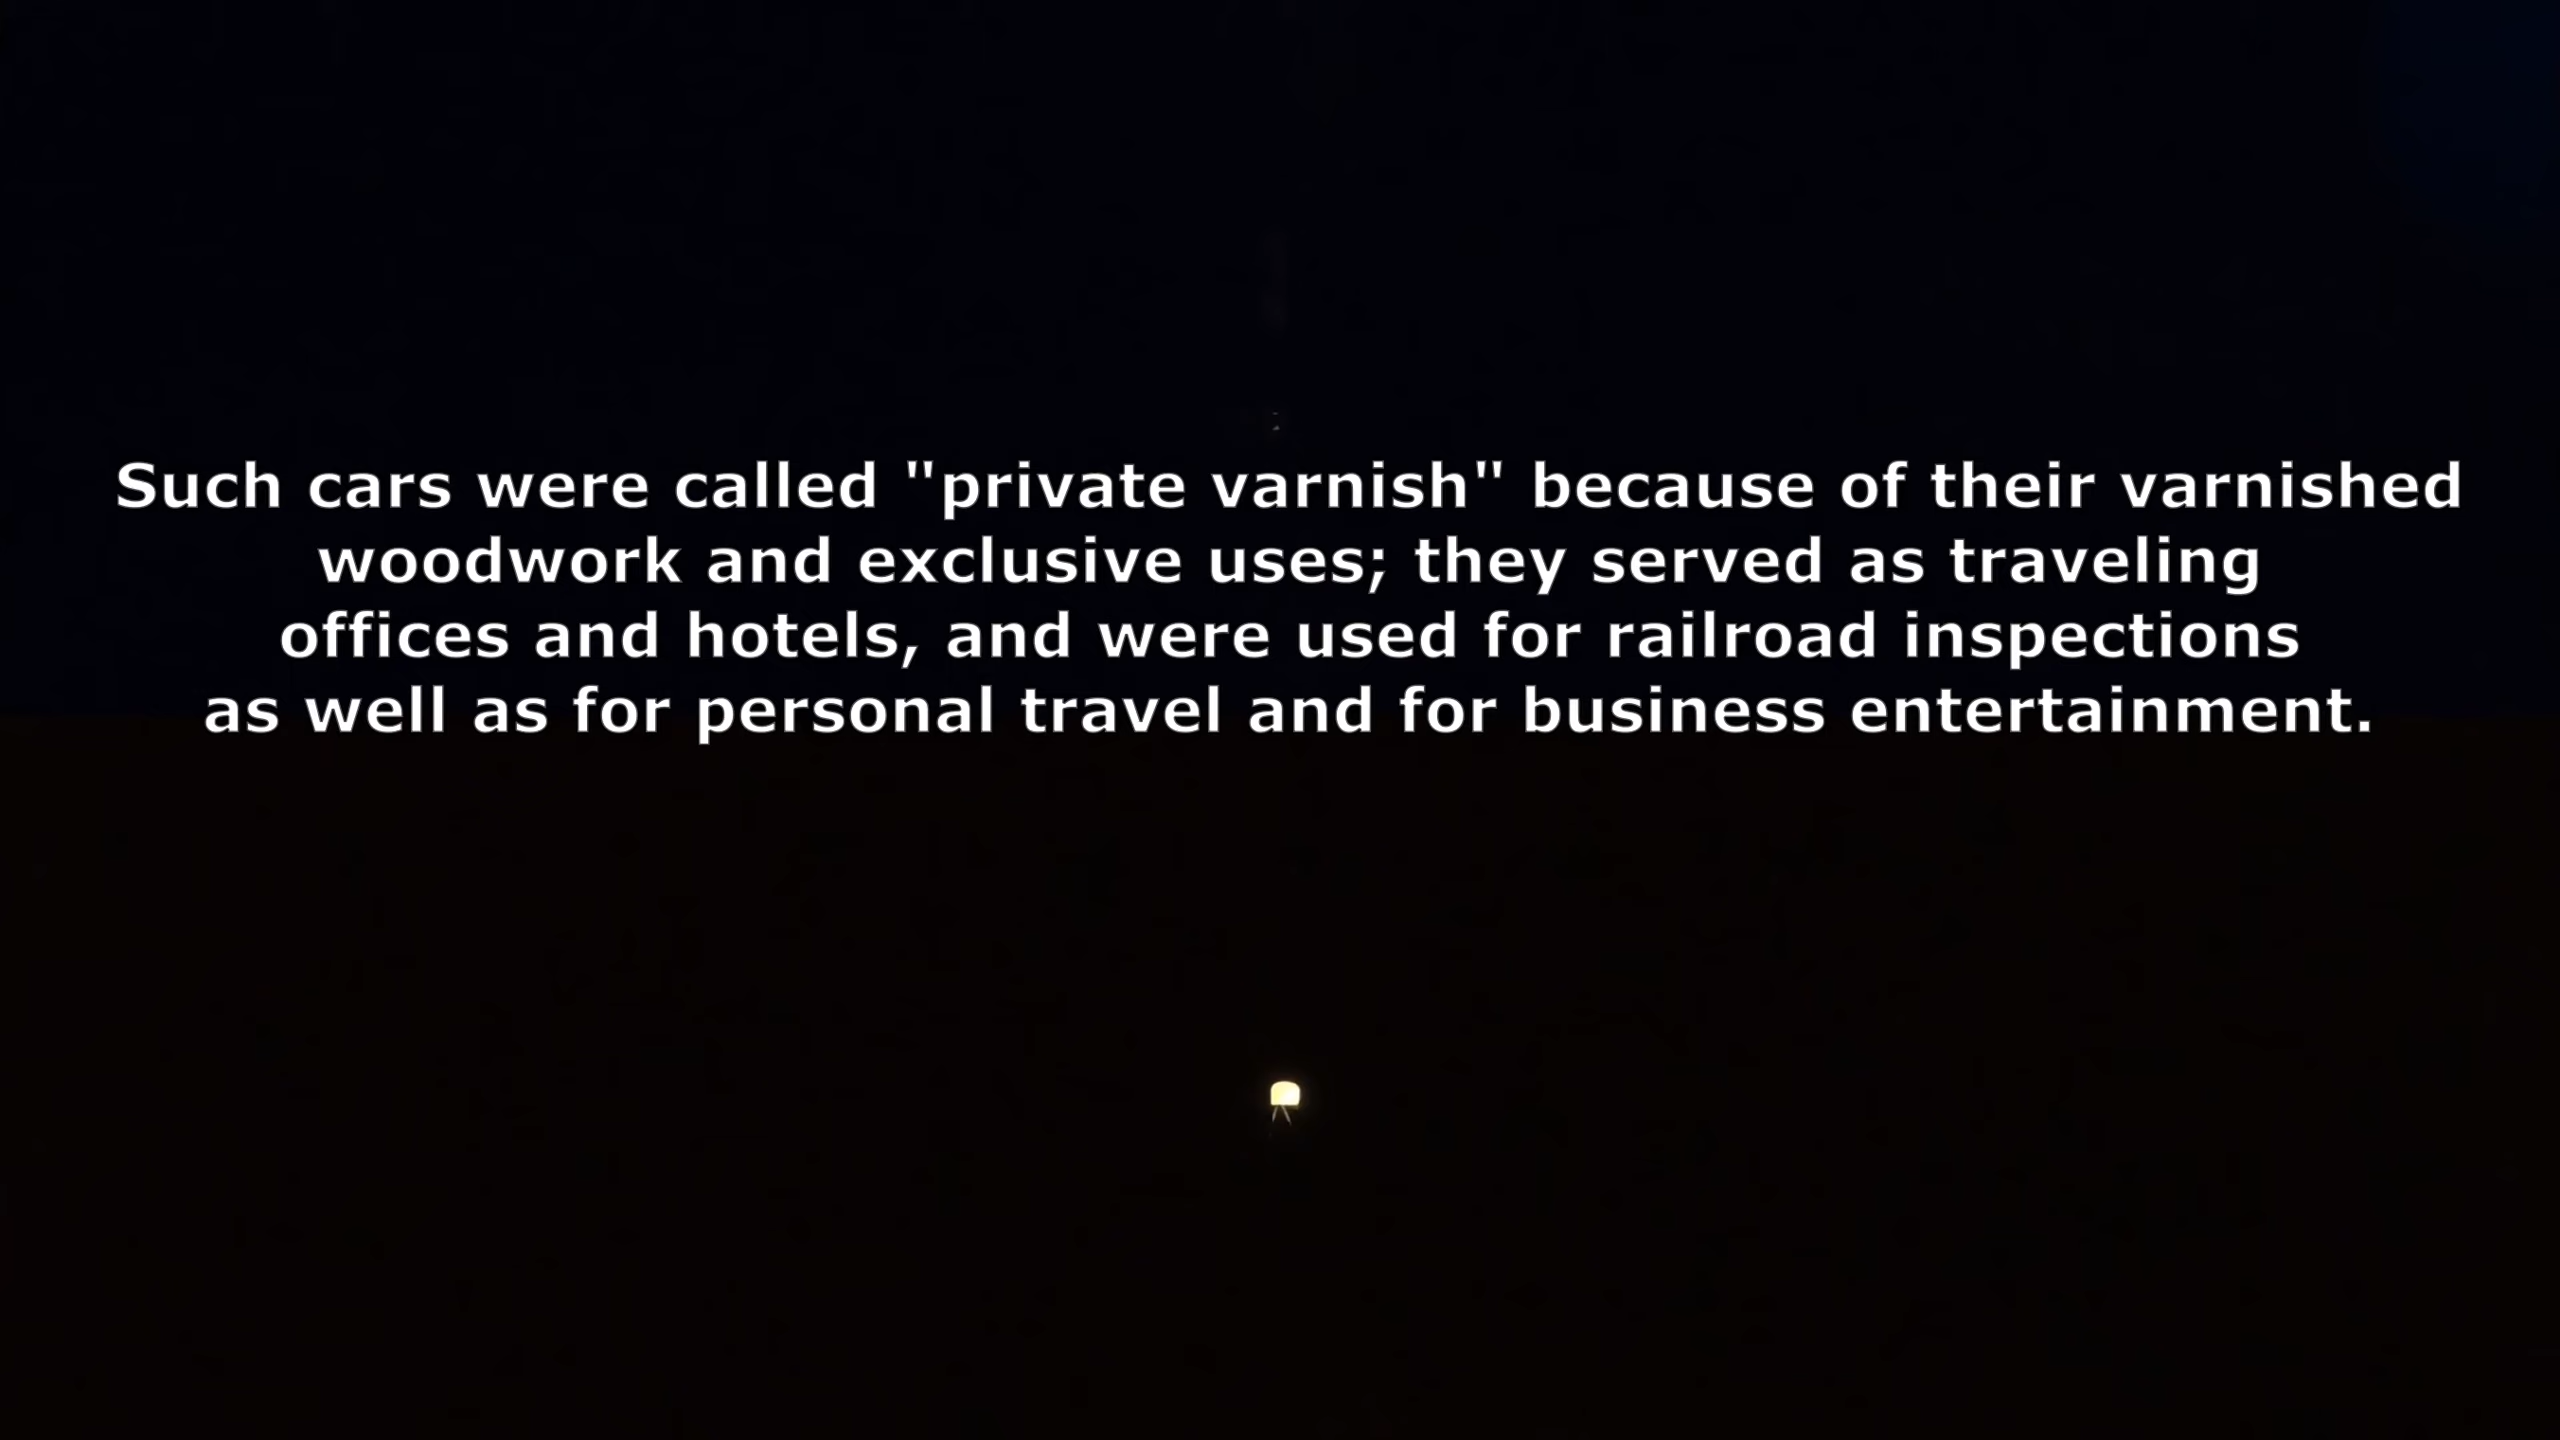 Such cars were called "private varnish" because of their varnished
woodwork and exclusive uses; they served as traveling
offices and hotels, and were used for railroad inspections
as well as for personal travel and for business entertainment.